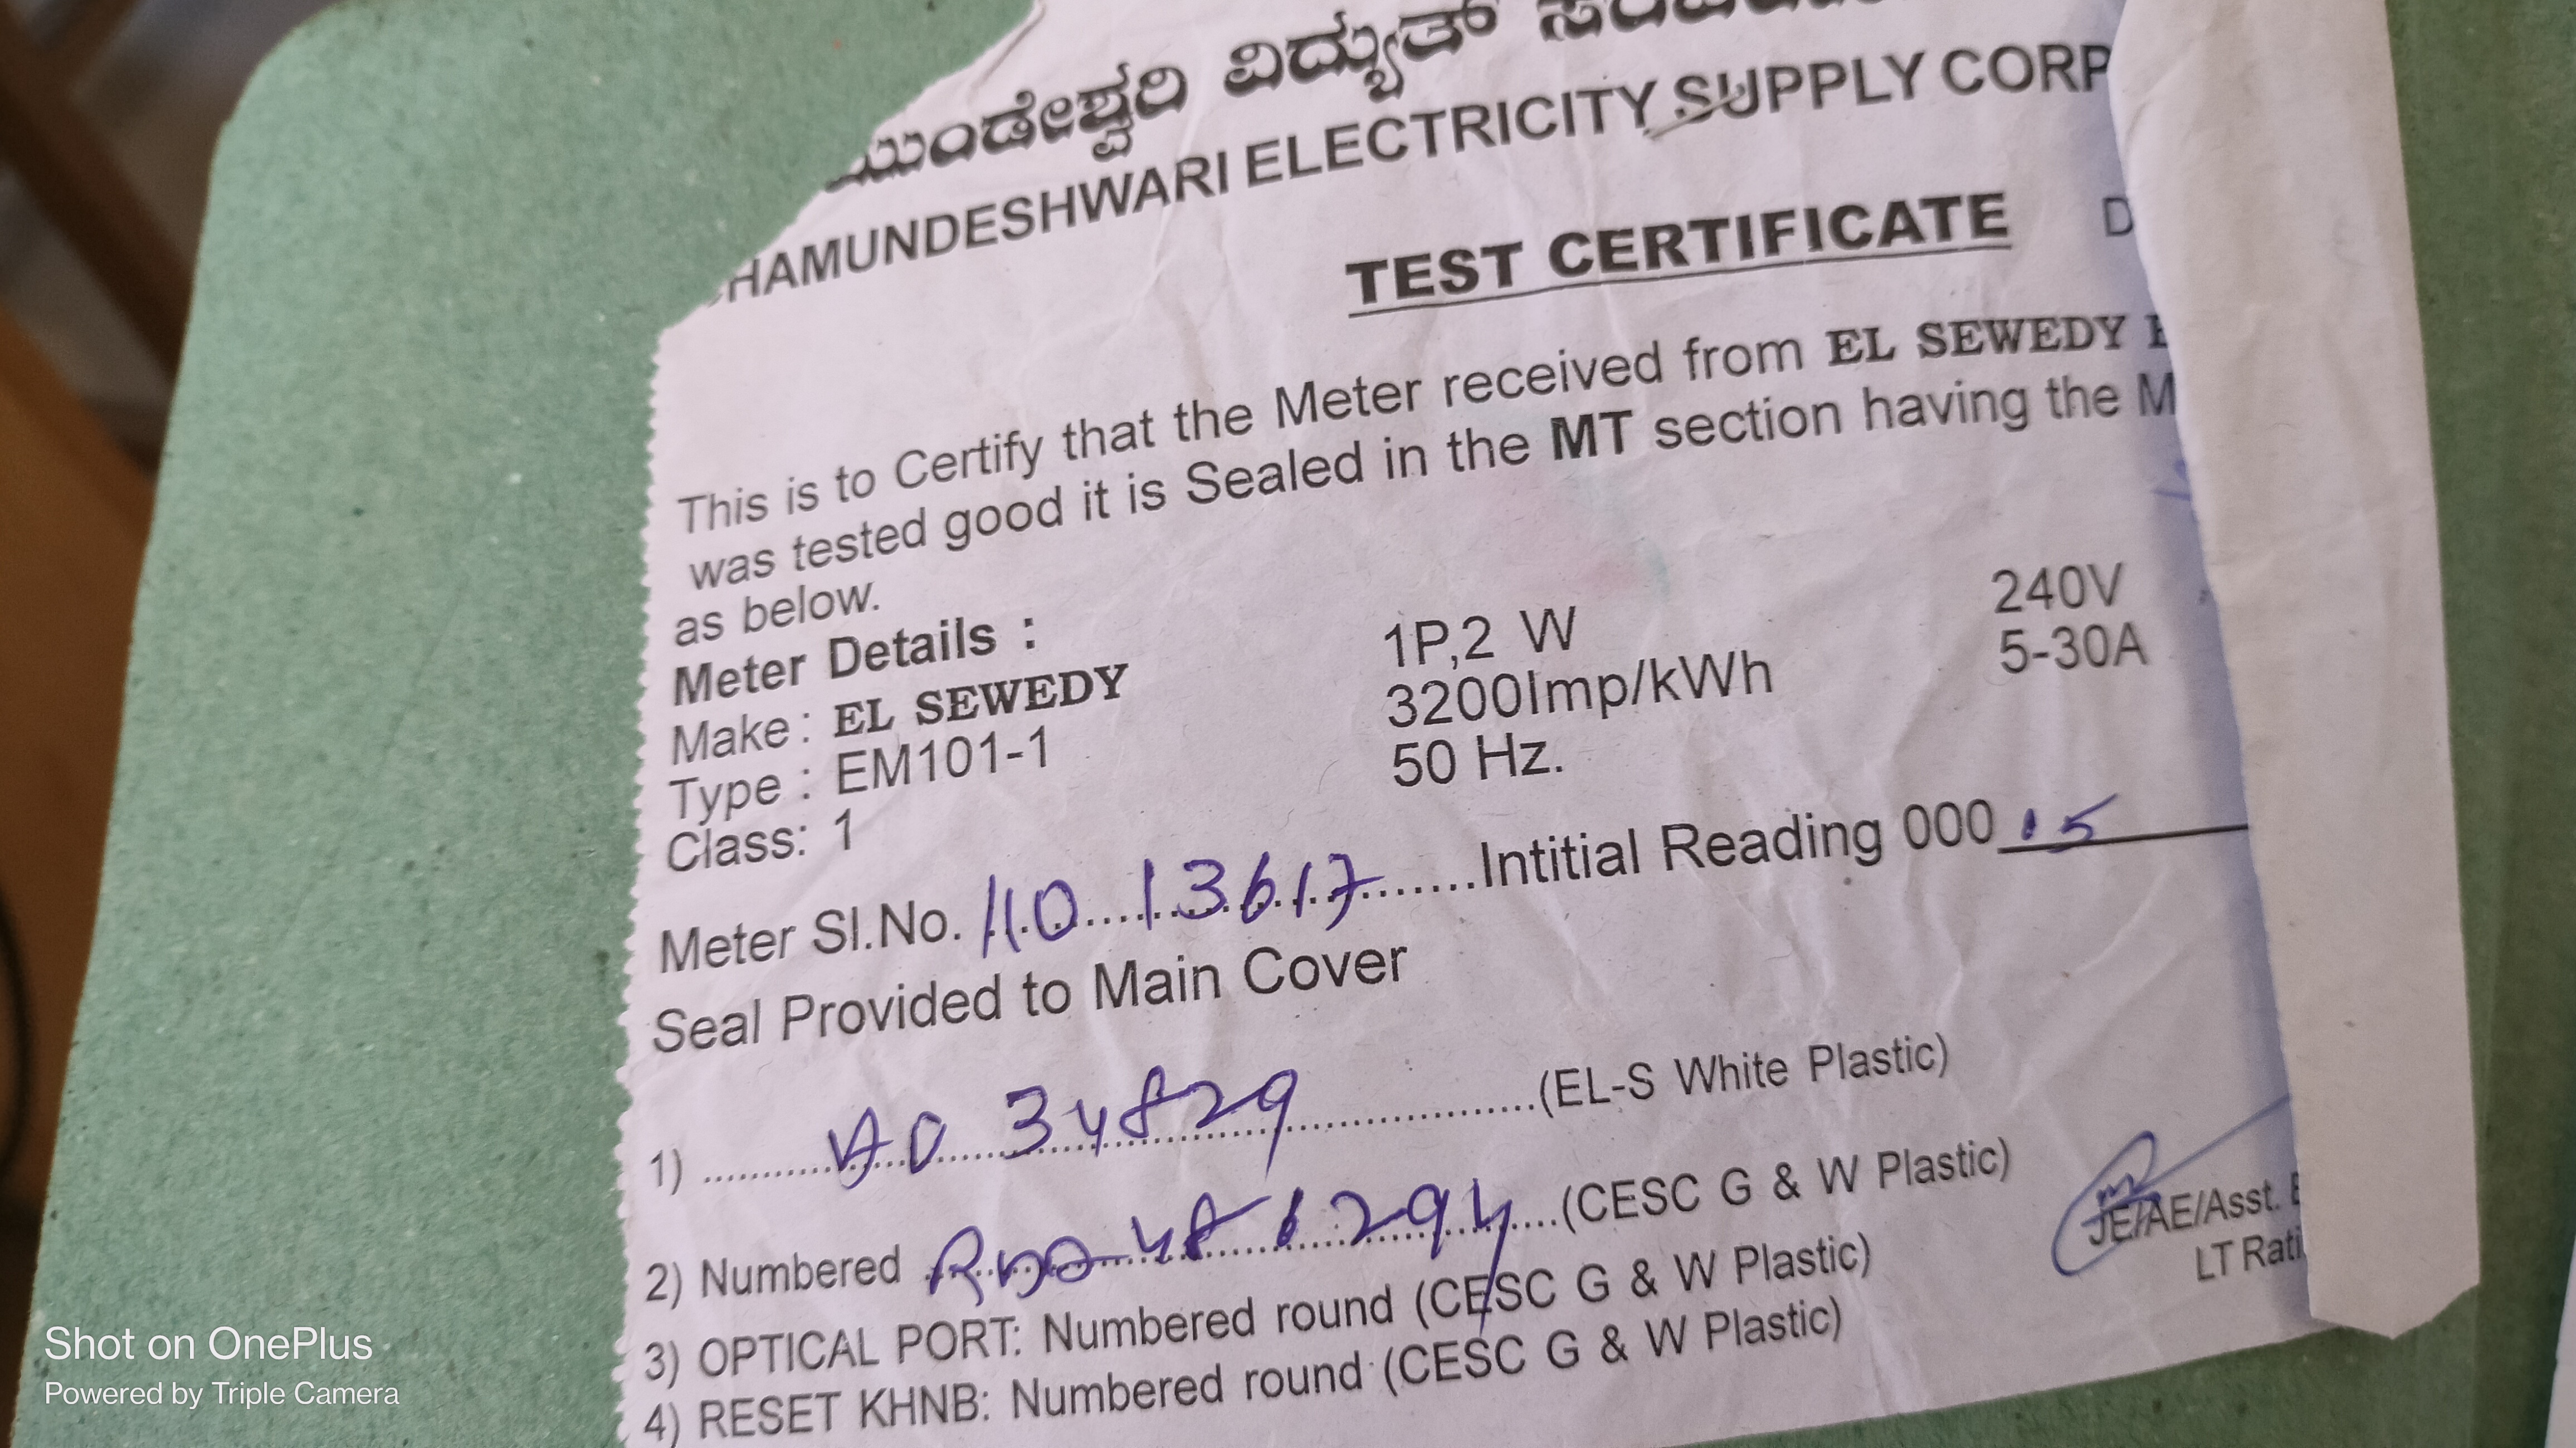 ಮುಂಡೇಶ್ವರಿ ವಿದ್ಯುತ್
HAMUNDESHWARI ELECTRICITY SUPPLY CORP
TEST CERTIFICATE D
This is to Certify that the Meter received from EL SEWEDY E
was tested good it is Sealed in the MT section having the M
as below.
Meter Details :
Make : EL SEWEDY 1P,2 W 240V
Type : EM101-1 3200Imp/kWh 5-30A
Class: 1 50 Hz.
Meter Sl.No. 110 13617 Intitial Reading 000 15
Seal Provided to Main Cover
1) AD 34829 (EL-S White Plastic)
2) Numbered (CESC G & W Plastic)
3) OPTICAL PORT: Numbered round (CESC G & W Plastic)
4) RESET KHNB: Numbered round (CESC G & W Plastic)
JE/AE/Asst. E
LT Rati
Shot on OnePlus
Powered by Triple Camera